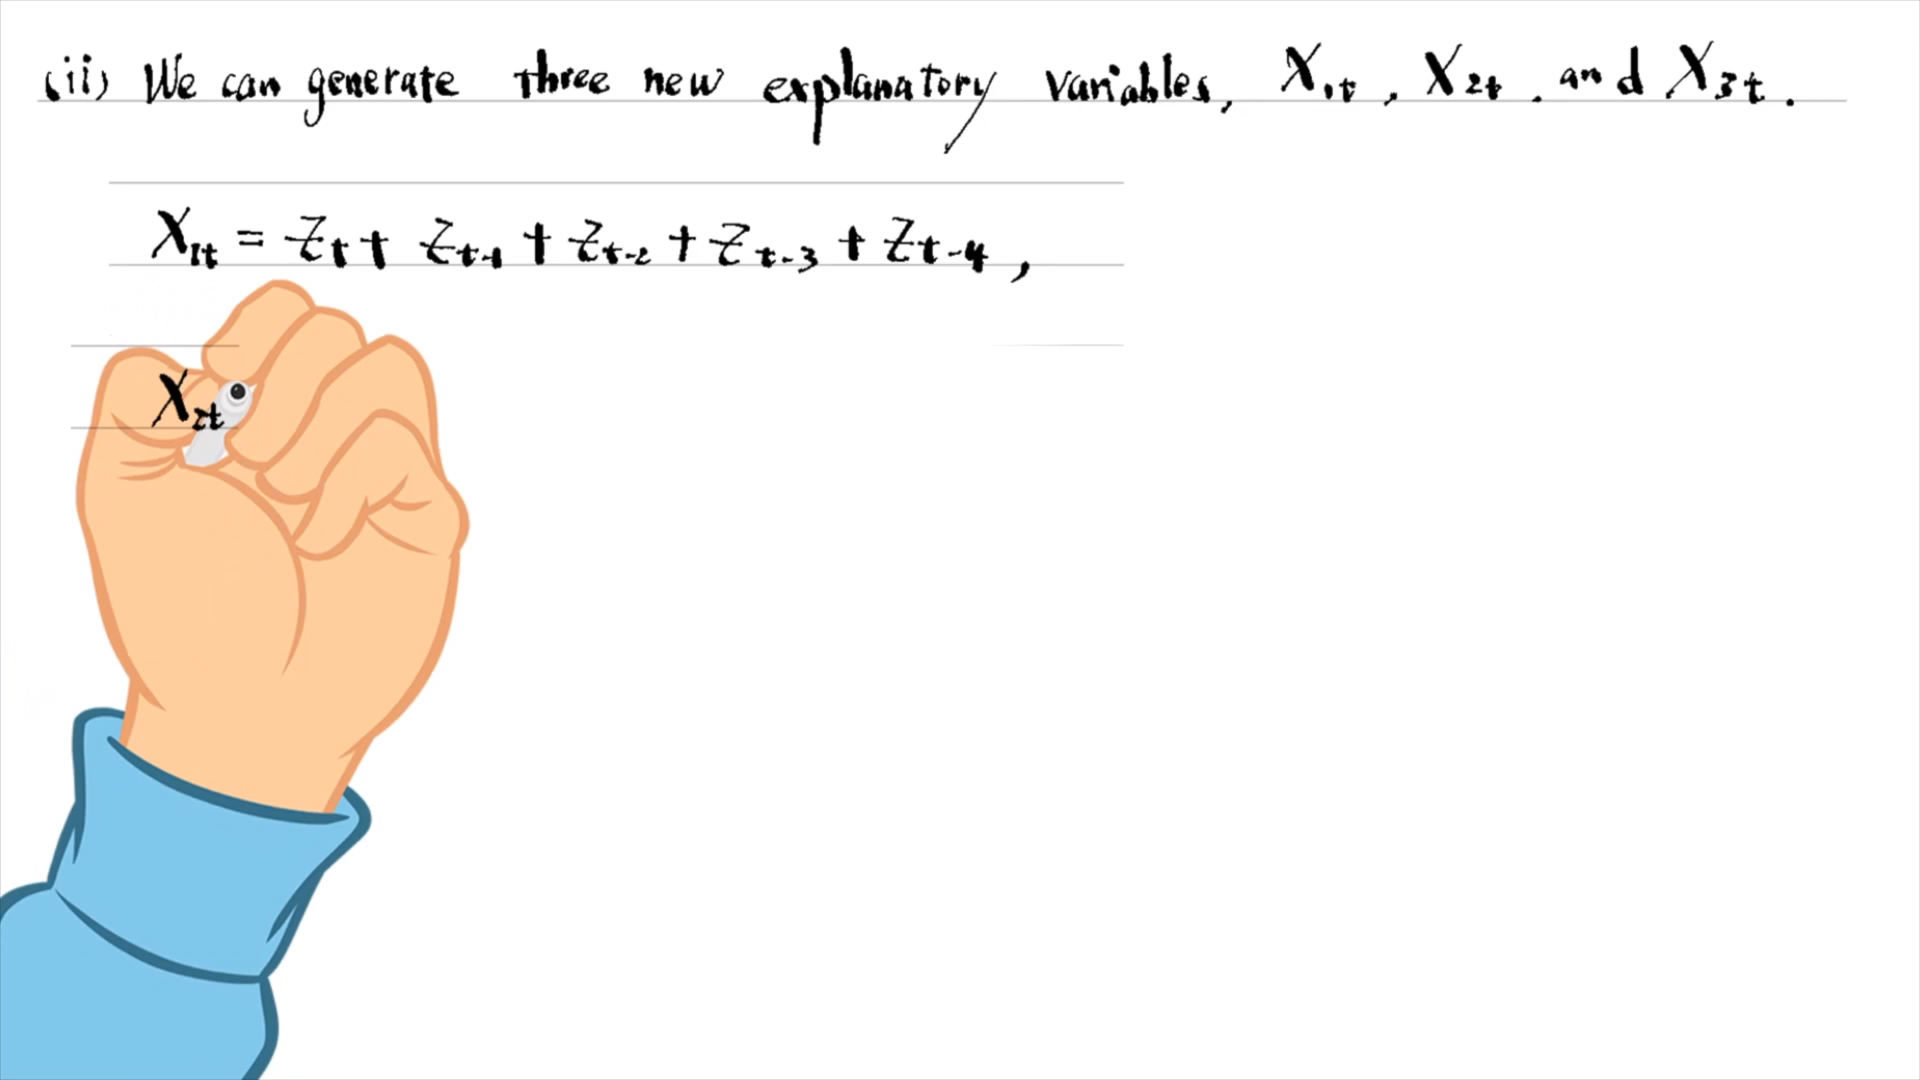 (ii) We can generate three new explanatory variables, X₁ₜ, X₂ₜ, and X₃ₜ.
X₁ₜ = Zₜ + Zₜ₋₁ + Zₜ₋₂ + Zₜ₋₃ + Zₜ₋₄,
X₂ₜ